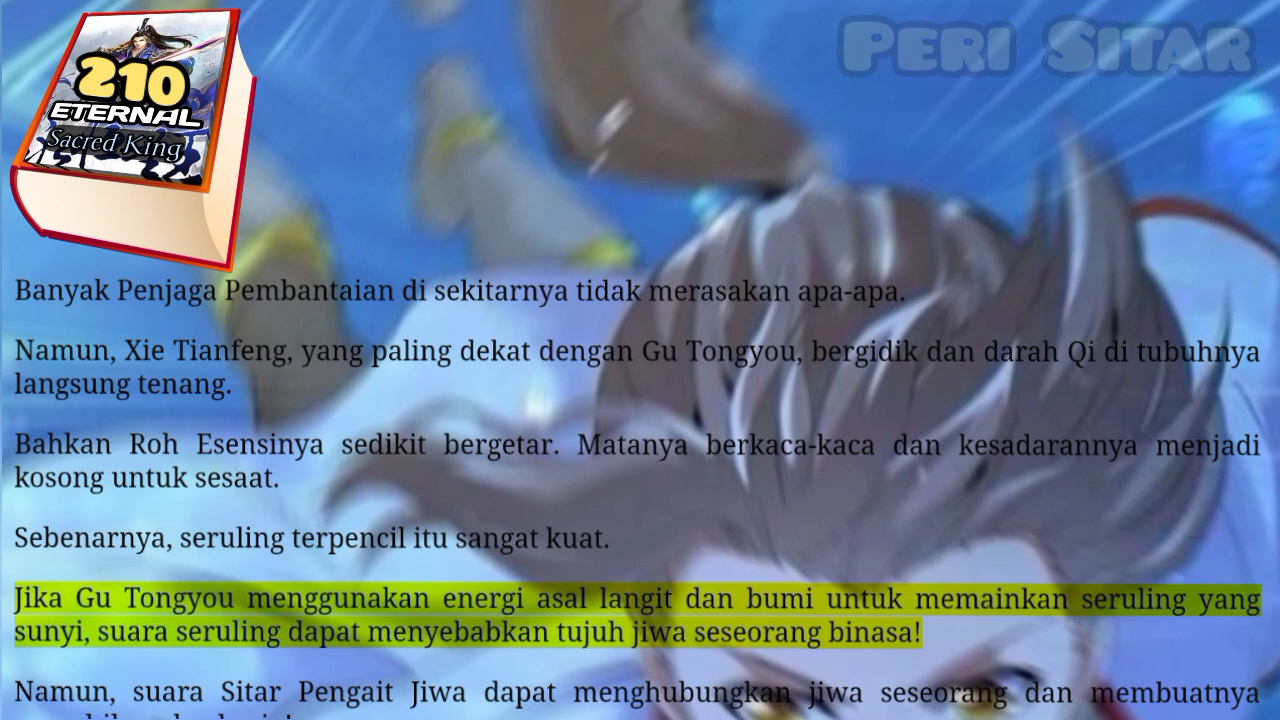 Peri Sitar
210
ETERNAL
Sacred King
Banyak Penjaga Pembantaian di sekitarnya tidak merasakan apa-apa.
Namun, Xie Tianfeng, yang paling dekat dengan Gu Tongyou, bergidik dan darah Qi di tubuhnya
langsung tenang.
Bahkan Roh Esensinya sedikit bergetar. Matanya berkaca-kaca dan kesadarannya menjadi
kosong untuk sesaat.
Sebenarnya, seruling terpencil itu sangat kuat.
Jika Gu Tongyou menggunakan energi asal langit dan bumi untuk memainkan seruling yang
sunyi, suara seruling dapat menyebabkan tujuh jiwa seseorang binasa!
Namun, suara Sitar Pengait Jiwa dapat menghubungkan jiwa seseorang dan membuatnya